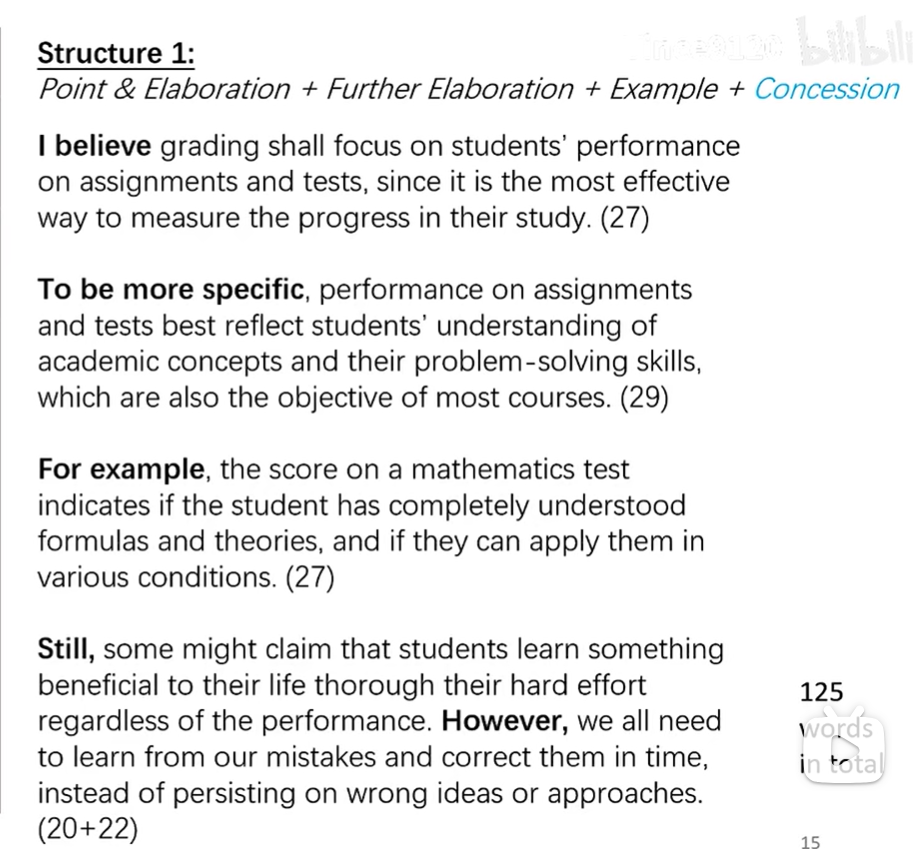 bilibili
Structure 1:
Point & Elaboration + Further Elaboration + Example + Concession
I believe grading shall focus on students' performance
on assignments and tests, since it is the most effective
way to measure the progress in their study. (27)
To be more specific, performance on assignments
and tests best reflect students' understanding of
academic concepts and their problem-solving skills,
which are also the objective of most courses. (29)
For example, the score on a mathematics test
indicates if the student has completely understood
formulas and theories, and if they can apply them in
various conditions. (27)
Still, some might claim that students learn something
beneficial to their life thorough their hard effort
regardless of the performance. However, we all need
to learn from our mistakes and correct them in time,
instead of persisting on wrong ideas or approaches.
(20+22)
125
words
in total
15